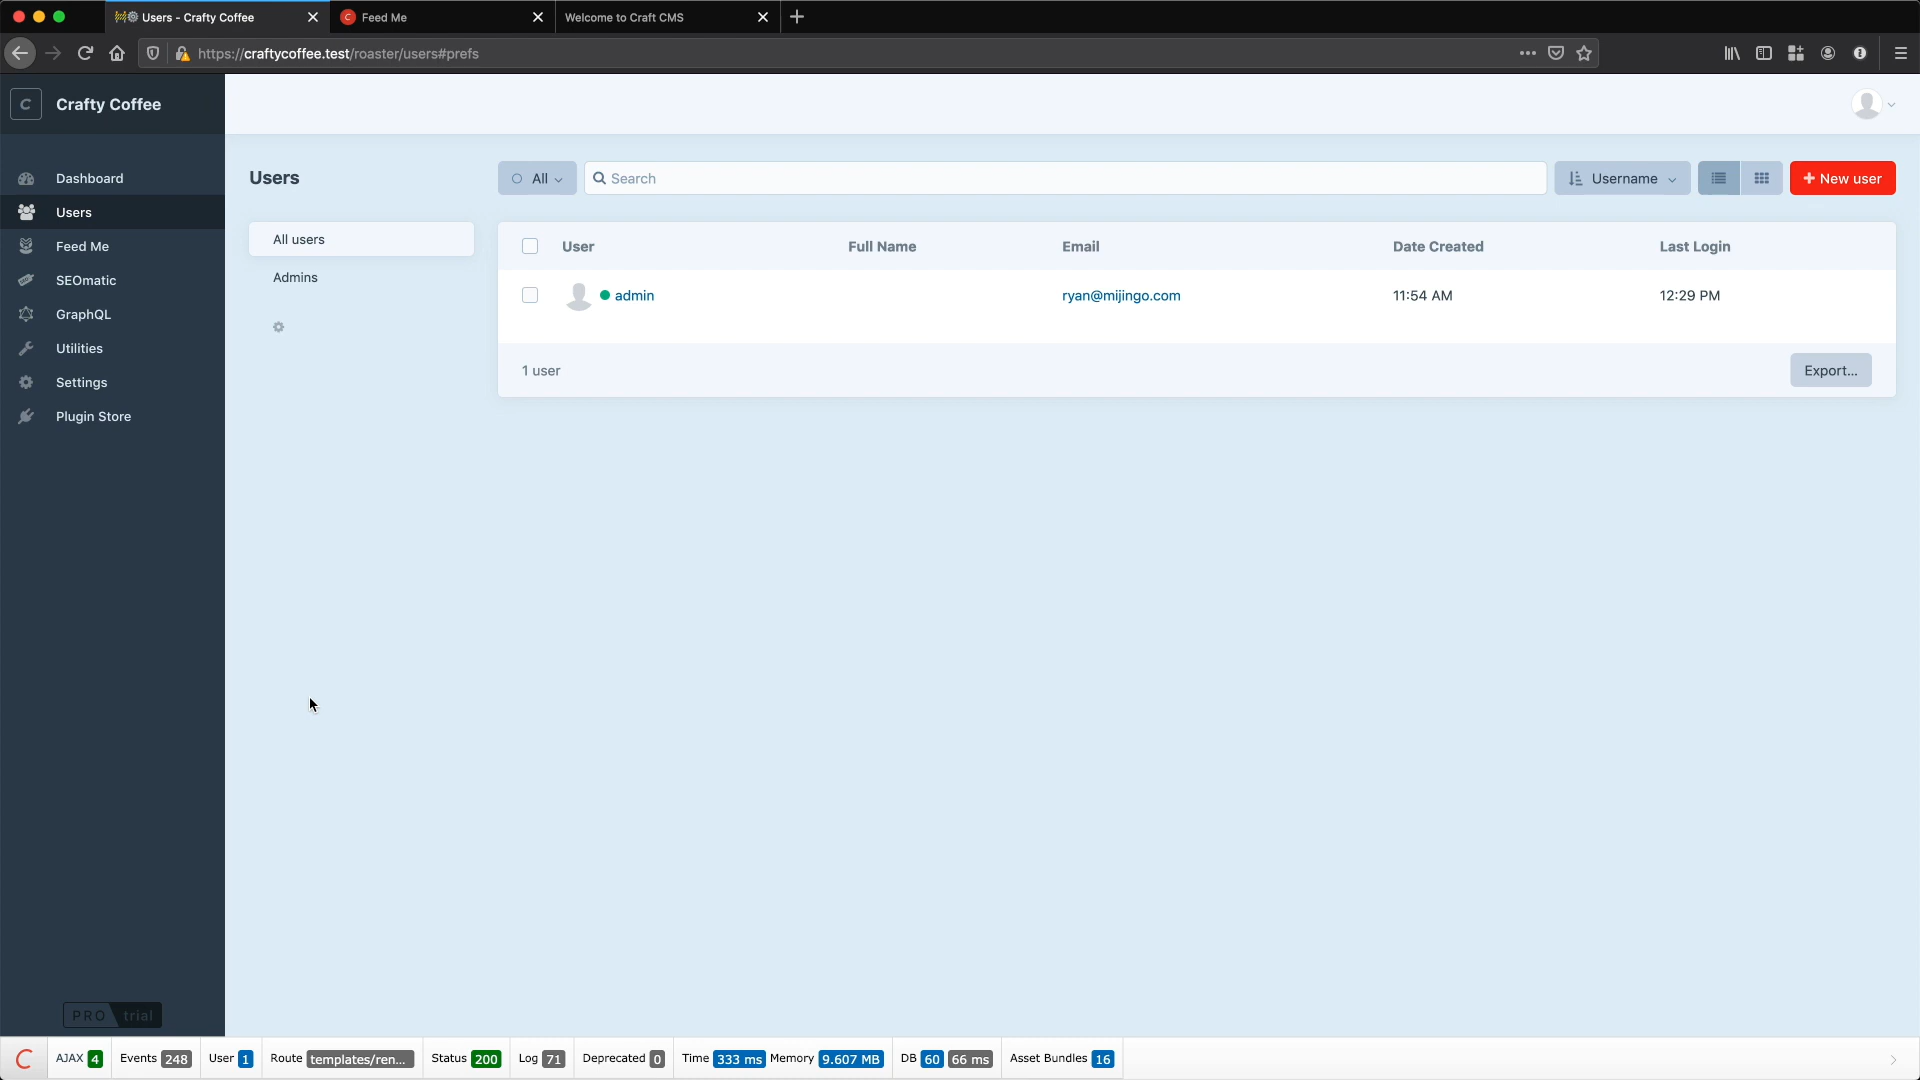 Users - Crafty Coffee
Feed Me
Welcome to Craft CMS
https://craftycoffee.test/roaster/users#prefs
C Crafty Coffee
Dashboard
Users
Feed Me
SEOmatic
GraphQL
Utilities
Settings
Plugin Store
PRO trial
Users
All
Search
Username
New user
All users
Admins
User Full Name Email Date Created Last Login
admin ryan@mijingo.com 11:54 AM 12:29 PM
1 user
Export...
AJAX 4 Events 248 User 1 Route templates/ren... Status 200 Log 71 Deprecated 0 Time 333 ms Memory 9.607 MB DB 60 66 ms Asset Bundles 16